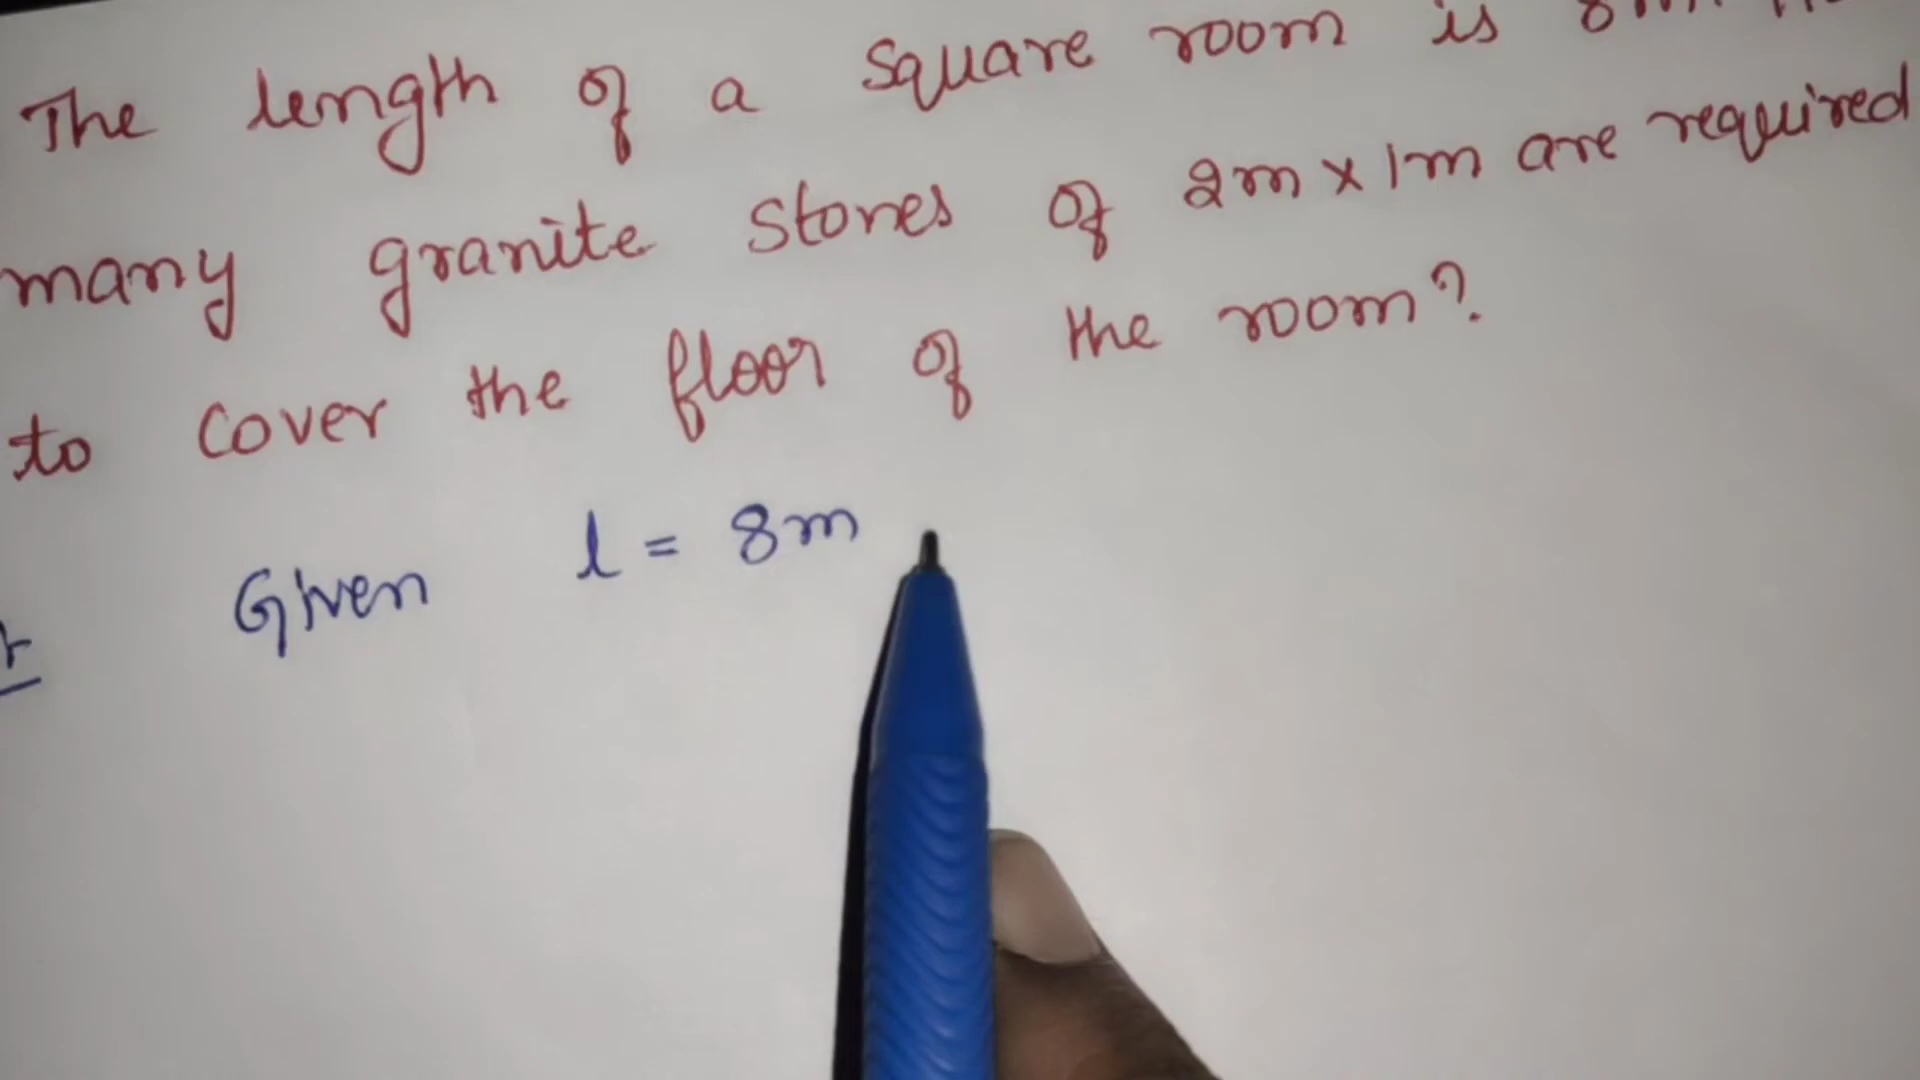 The length of a square room is 8m
many granite stones of 2m × 1m are required
to cover the floor of the room?
Given l = 8m